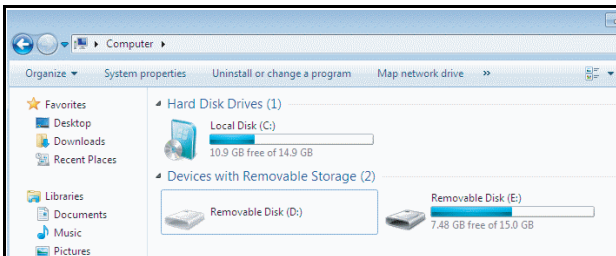 Computer
Organize
System properties
Uninstall or change a program
Map network drive
»
Favorites
Desktop
Downloads
Recent Places
Libraries
Documents
Music
Pictures
Hard Disk Drives (1)
Local Disk (C:)
10.9 GB free of 14.9 GB
Devices with Removable Storage (2)
Removable Disk (D:)
Removable Disk (E:)
7.48 GB free of 15.0 GB